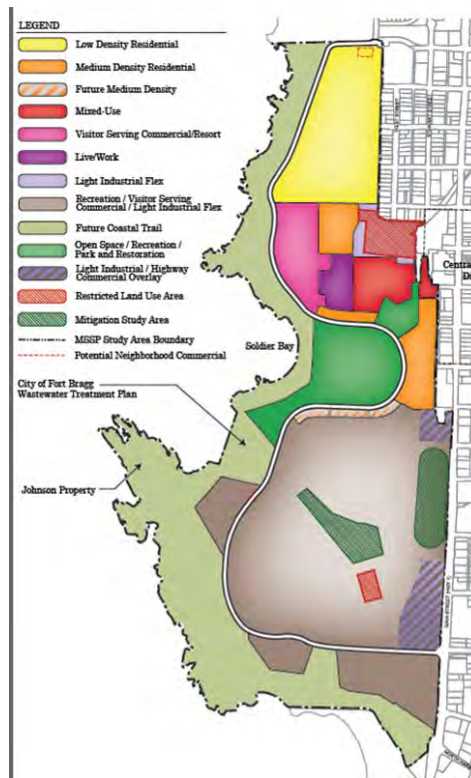 LEGEND
Low Density Residential
Medium Density Residential
Future Medium Density
Mixed-Use
Visitor Serving Commercial/Resort
Live/Work
Light Industrial Flex
Recreation / Visitor Serving
Commercial / Light Industrial Flex
Future Coastal Trail
Open Space / Recreation /
Park and Restoration
Light Industrial / Highway
Commercial Overlay
Restricted Land Use Area
Mitigation Study Area
MSSP Study Area Boundary
Potential Neighborhood Commercial
Central
Soldier Bay
City of Fort Bragg
Wastewater Treatment Plan
Johnson Property